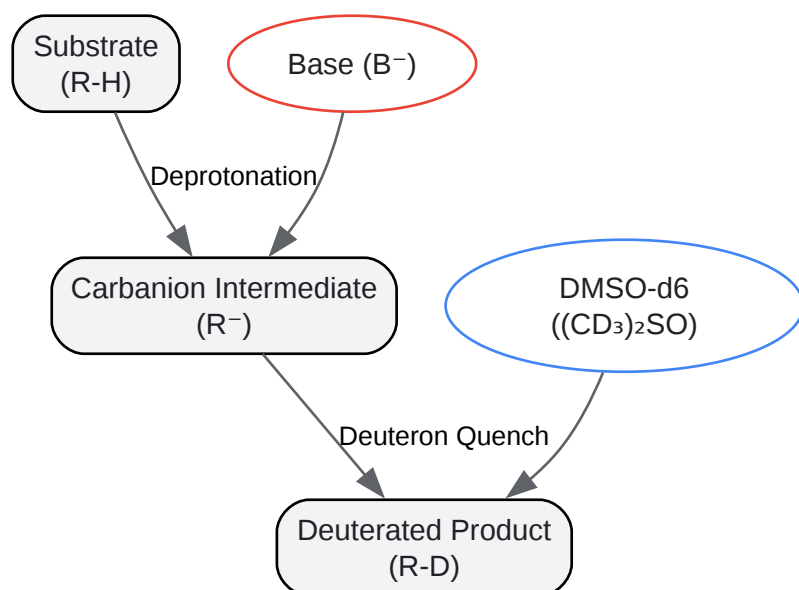 Substrate
(R-H)
Base (B⁻)
Deprotonation
Carbanion Intermediate
(R⁻)
DMSO-d6
((CD₃)₂SO)
Deuteron Quench
Deuterated Product
(R-D)